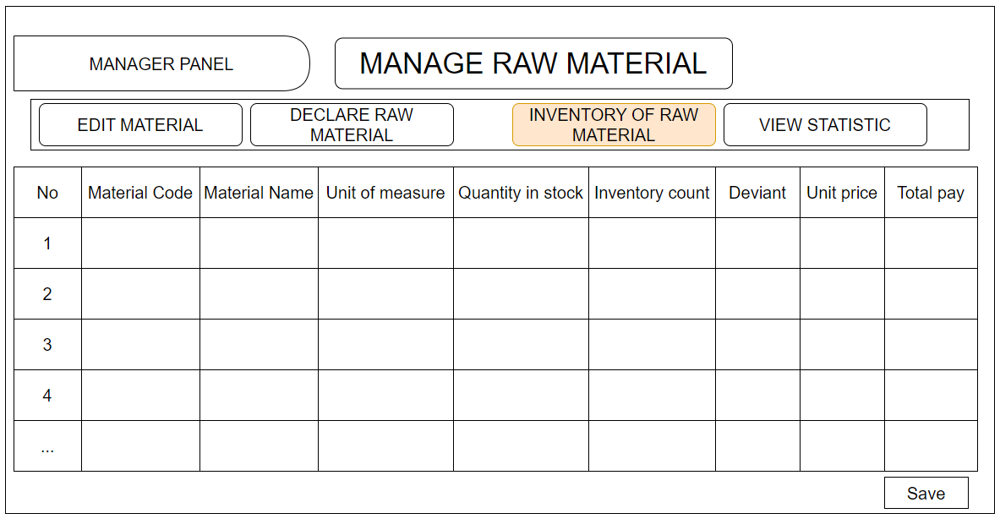 MANAGER PANEL
MANAGE RAW MATERIAL
EDIT MATERIAL
DECLARE RAW
MATERIAL
INVENTORY OF RAW
MATERIAL
VIEW STATISTIC
No Material Code Material Name Unit of measure Quantity in stock Inventory count Deviant Unit price Total pay
1
2
3
4
...
Save